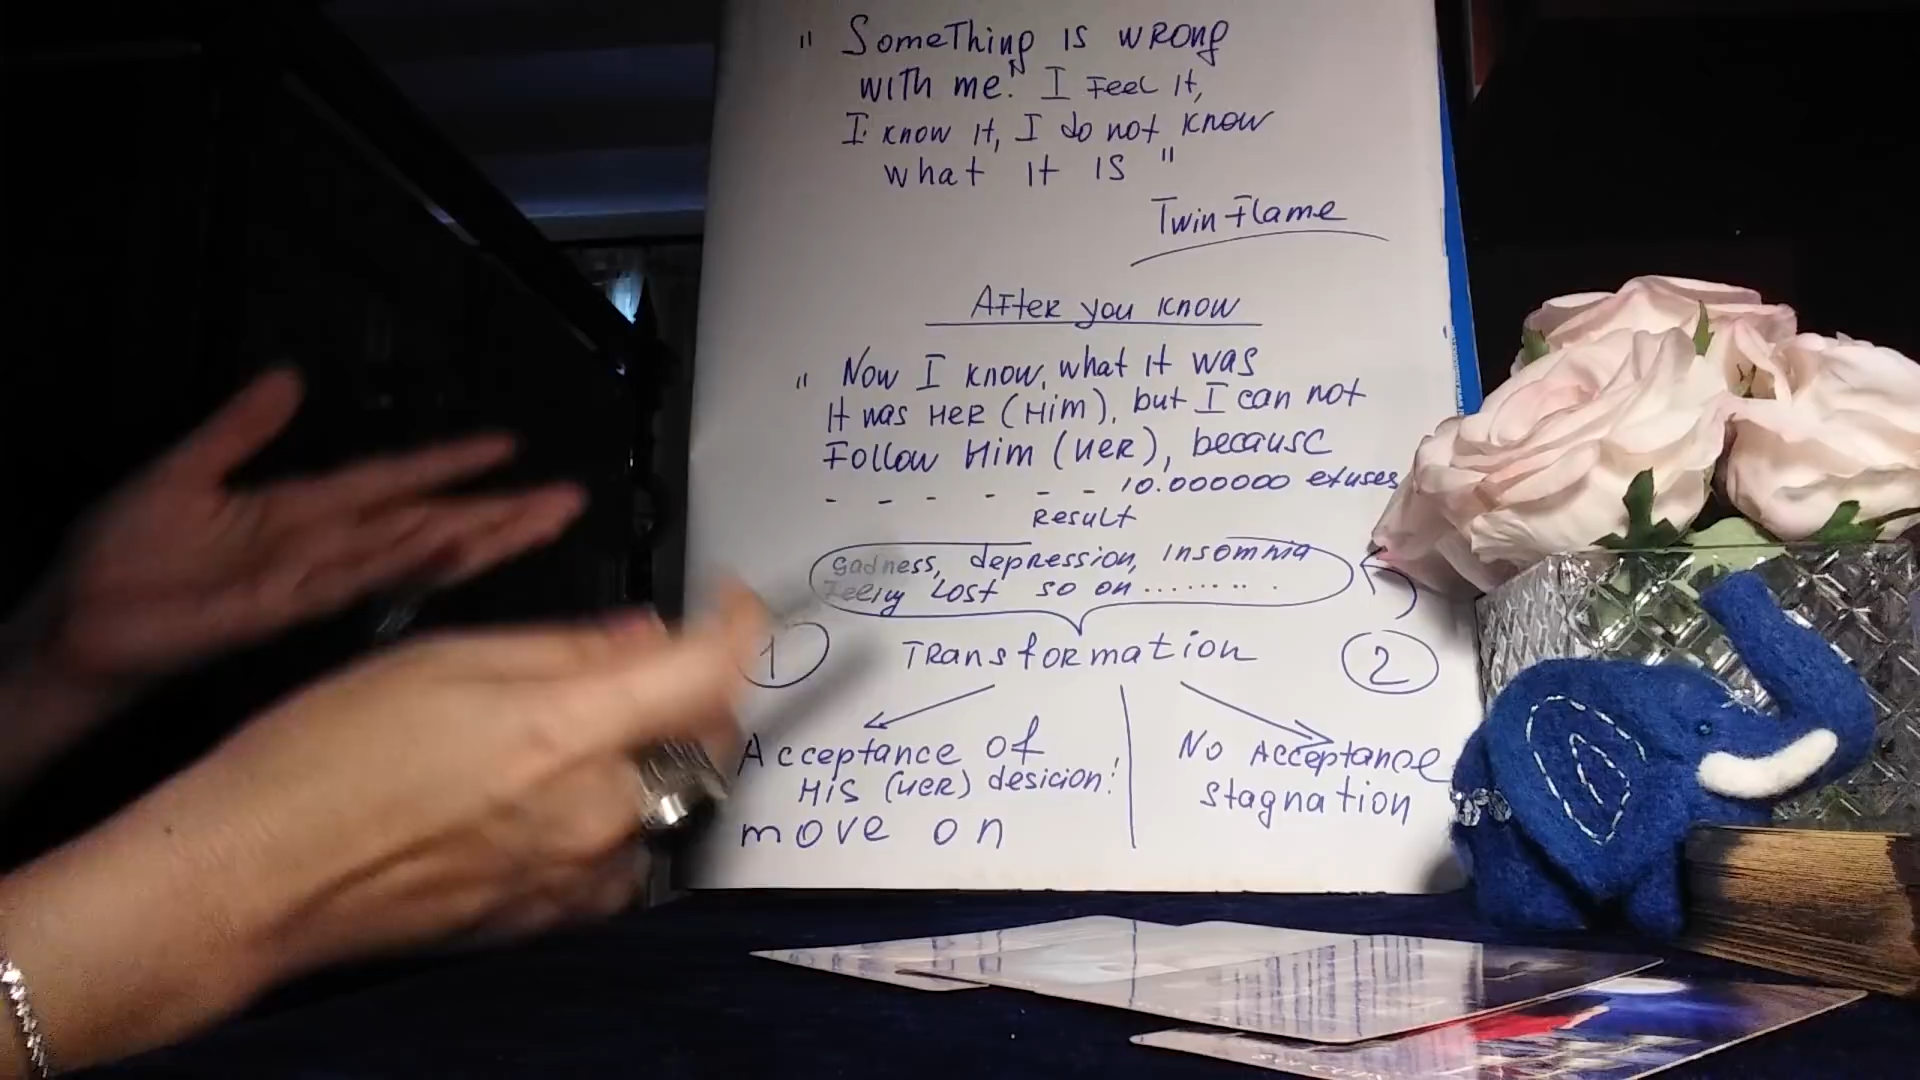 " Something is wrong
with me." I Feel it,
I know it, I do not know
what it is "
Twin Flame
After you know
" Now I know, what it was
It was Her (Him), but I can not
Follow Him (Her), because
- - - - - - 10.000000 exuses
Result
Sadness, depression, insomnia
Feeling Lost so on .........
1 Transformation 2
Acceptance of
His (Her) desicion!
move on
No Acceptance
Stagnation